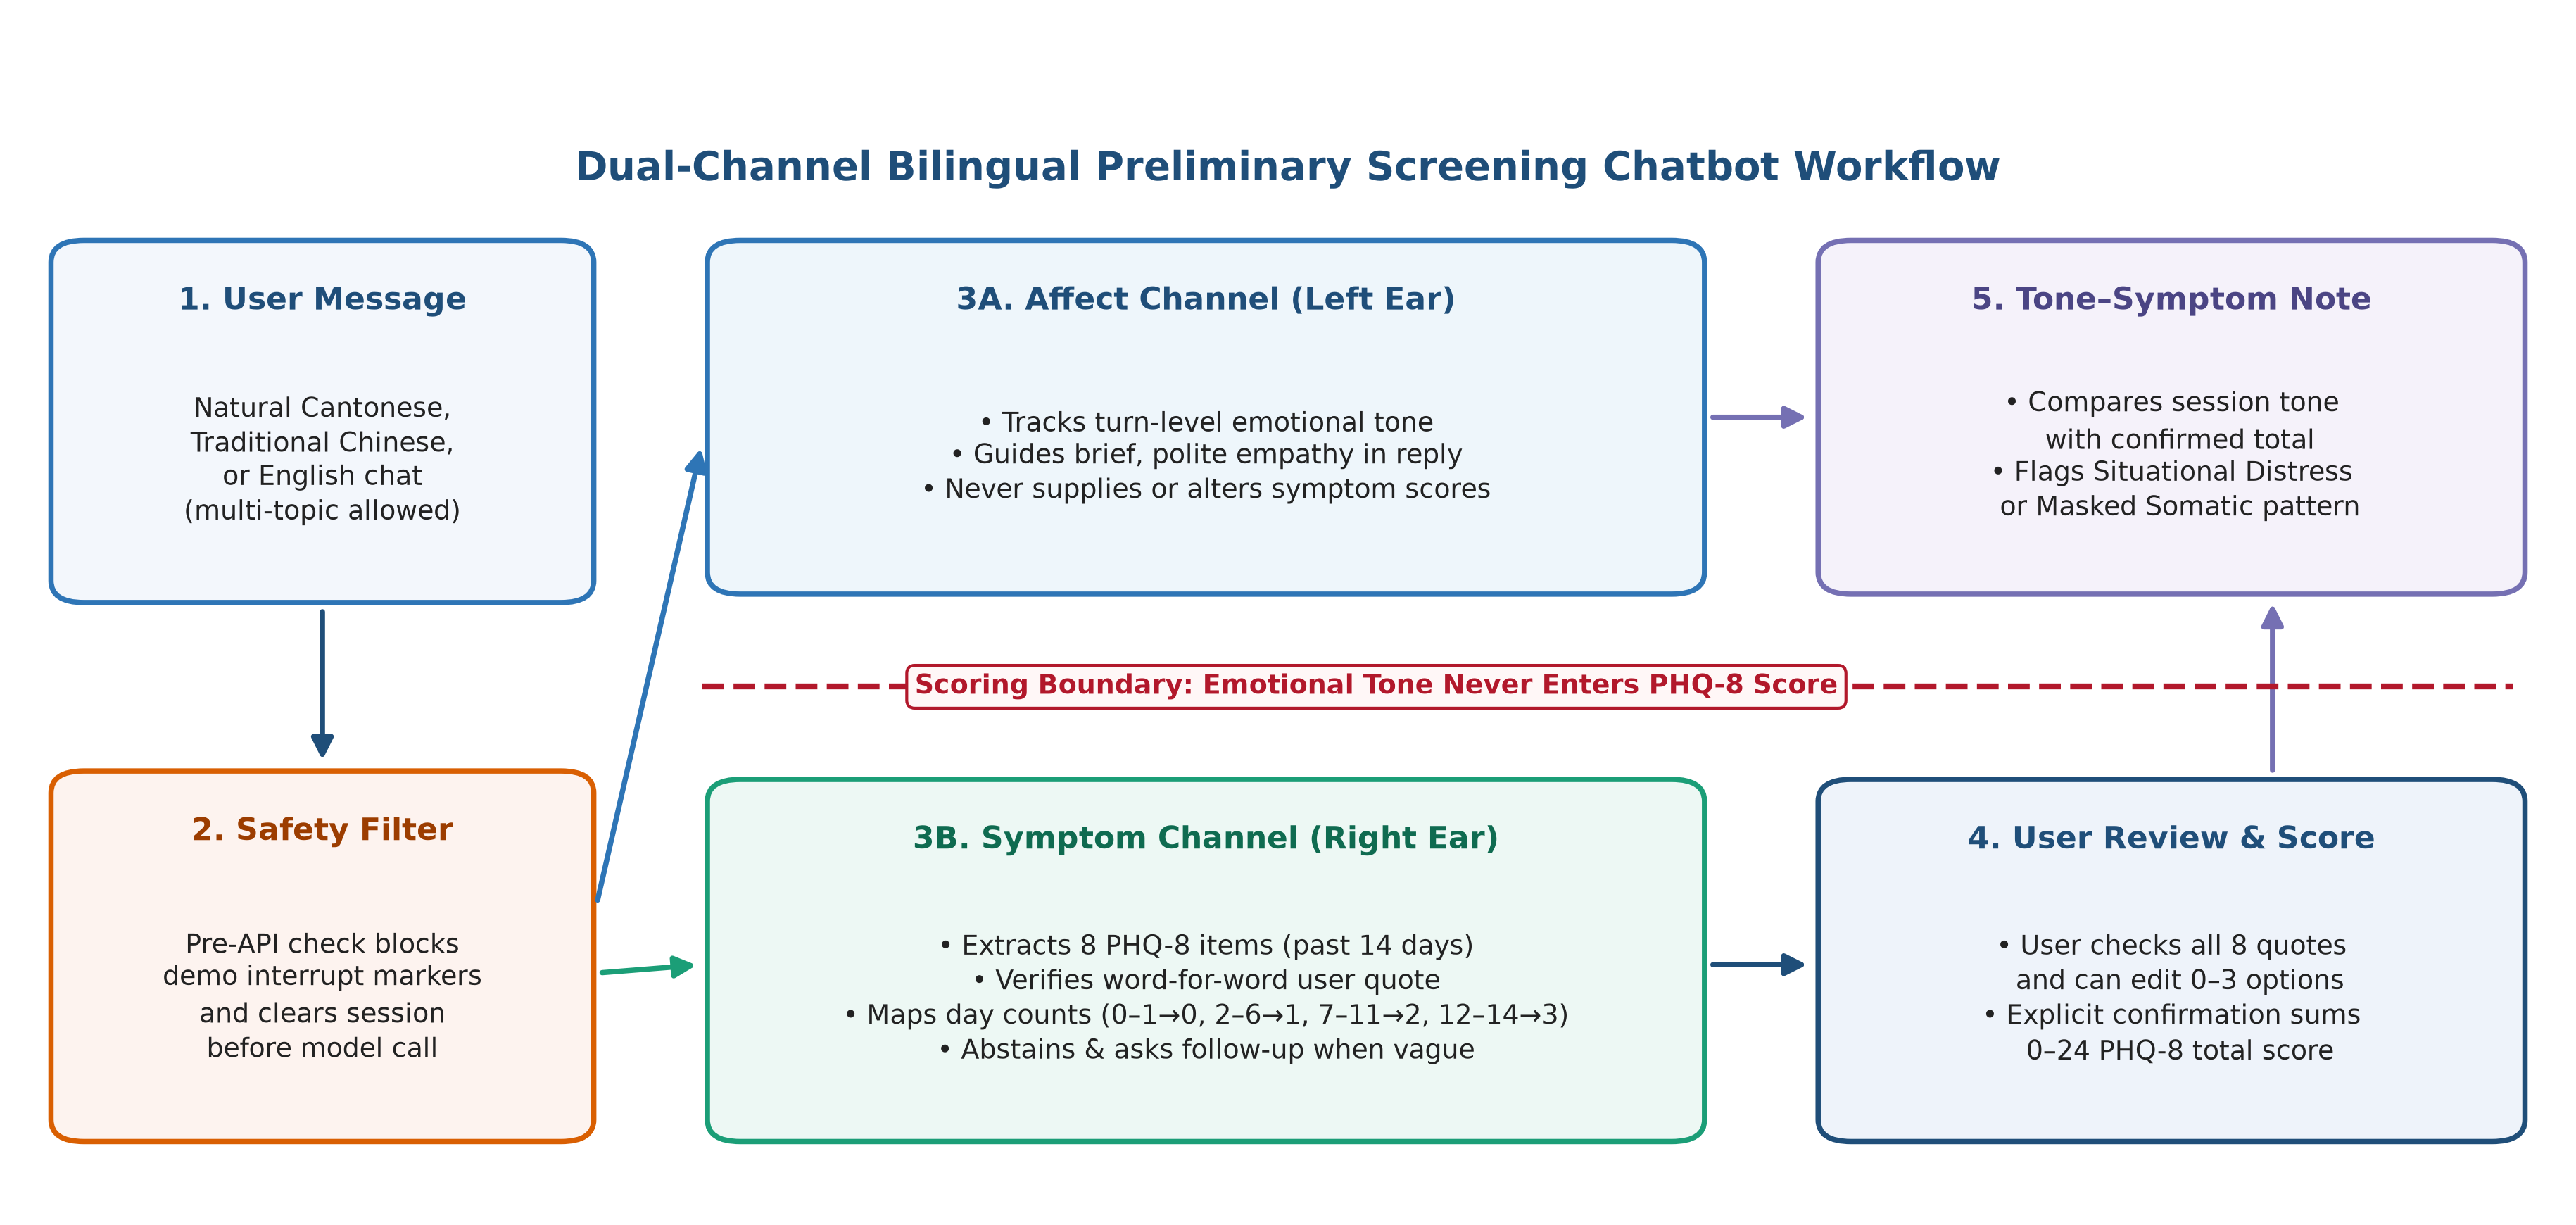 Dual-Channel Bilingual Preliminary Screening Chatbot Workflow
1. User Message
Natural Cantonese,
Traditional Chinese,
or English chat
(multi-topic allowed)
2. Safety Filter
Pre-API check blocks
demo interrupt markers
and clears session
before model call
3A. Affect Channel (Left Ear)
• Tracks turn-level emotional tone
• Guides brief, polite empathy in reply
• Never supplies or alters symptom scores
Scoring Boundary: Emotional Tone Never Enters PHQ-8 Score
3B. Symptom Channel (Right Ear)
• Extracts 8 PHQ-8 items (past 14 days)
• Verifies word-for-word user quote
• Maps day counts (0–1→0, 2–6→1, 7–11→2, 12–14→3)
• Abstains & asks follow-up when vague
4. User Review & Score
• User checks all 8 quotes
and can edit 0–3 options
• Explicit confirmation sums
0–24 PHQ-8 total score
5. Tone–Symptom Note
• Compares session tone
with confirmed total
• Flags Situational Distress
or Masked Somatic pattern